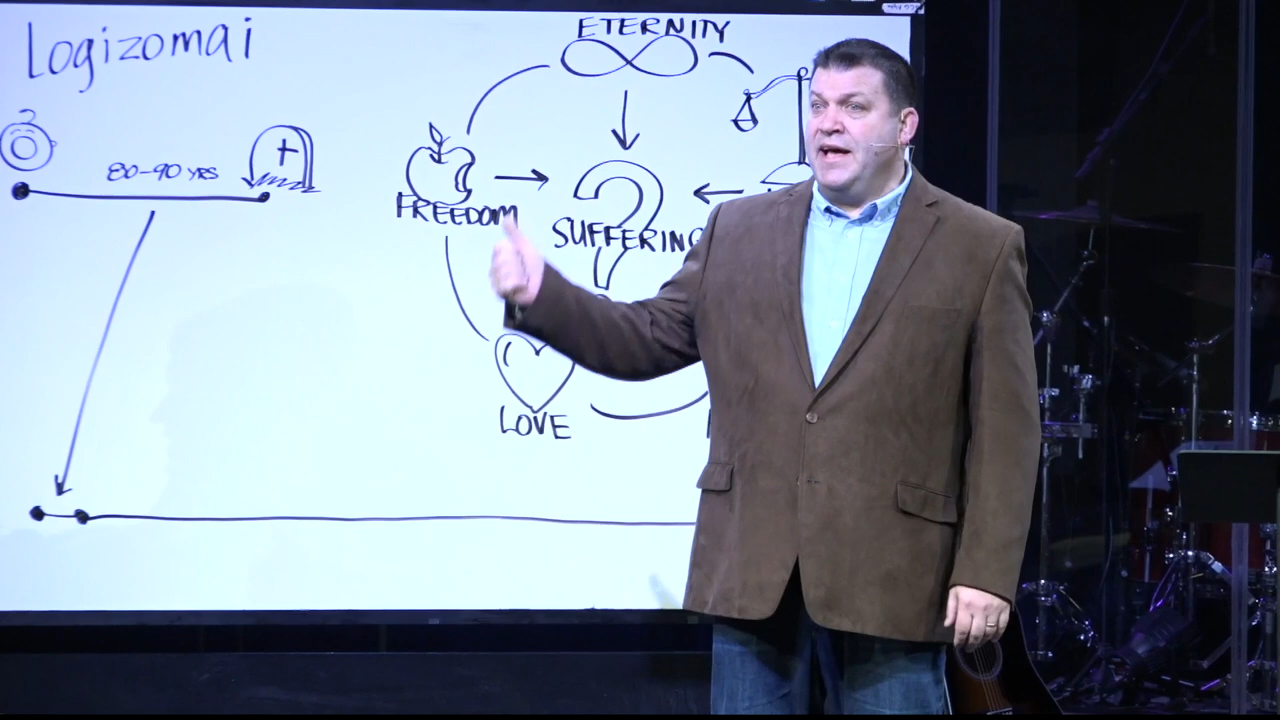 Logizomai
ETERNITY
80-90 YRS
FREEDOM
SUFFERING
LOVE